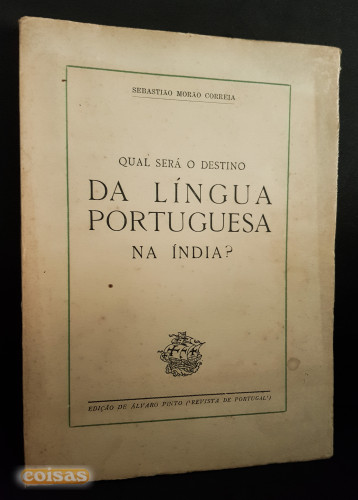 SEBASTIÃO MORÃO CORREIA
QUAL SERÁ O DESTINO
DA LÍNGUA
PORTUGUESA
NA ÍNDIA?
EDIÇÃO DE ÁLVARO PINTO («REVISTA DE PORTUGAL»)
coisas